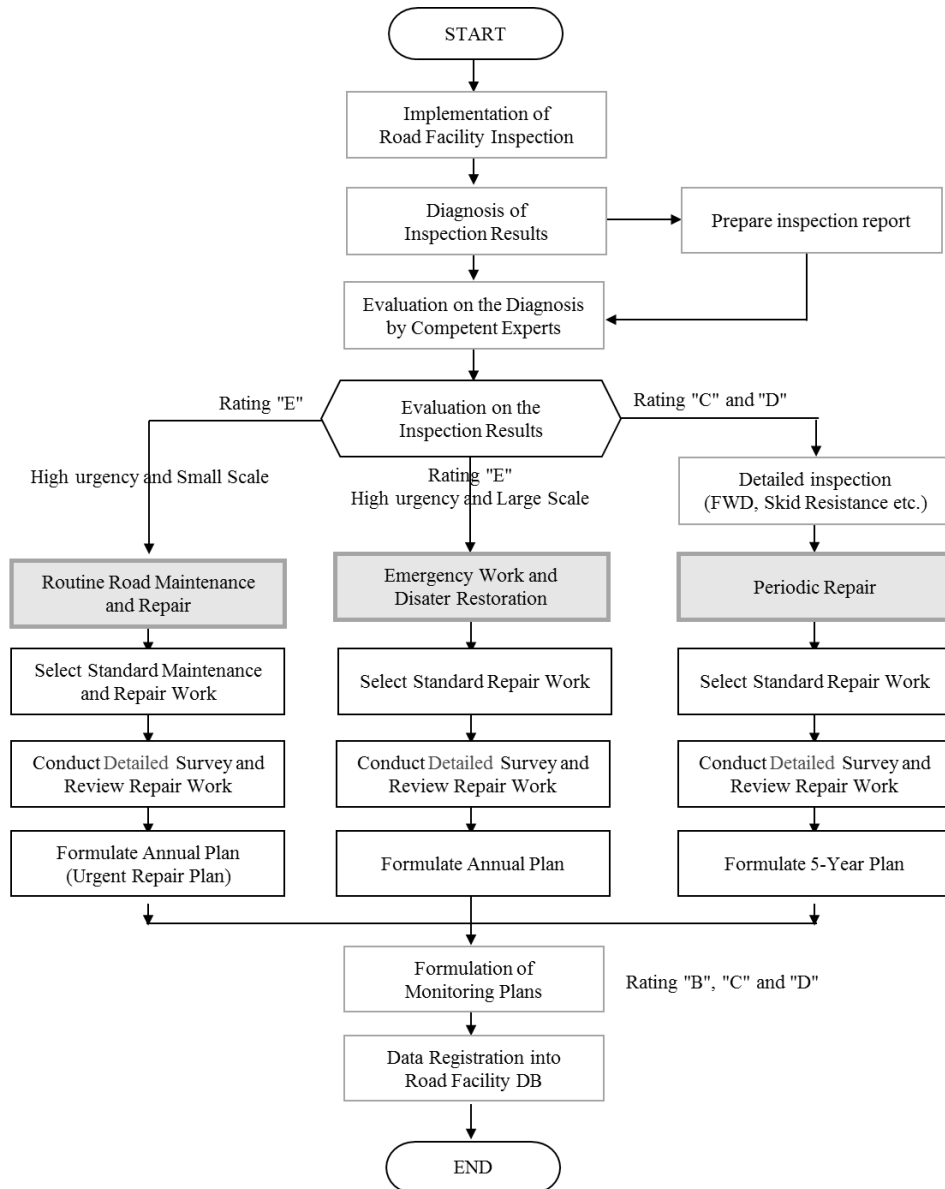 START
Implementation of
Road Facility Inspection
Diagnosis of
Inspection Results
Prepare inspection report
Evaluation on the Diagnosis
by Competent Experts
Rating "E"
Evaluation on the
Inspection Results
Rating "C" and "D"
High urgency and Small Scale
Rating "E"
High urgency and Large Scale
Detailed inspection
(FWD, Skid Resistance etc.)
Routine Road Maintenance
and Repair
Emergency Work and
Disater Restoration
Periodic Repair
Select Standard Maintenance
and Repair Work
Select Standard Repair Work
Select Standard Repair Work
Conduct Detailed Survey and
Review Repair Work
Conduct Detailed Survey and
Review Repair Work
Conduct Detailed Survey and
Review Repair Work
Formulate Annual Plan
(Urgent Repair Plan)
Formulate Annual Plan
Formulate 5-Year Plan
Formulation of
Monitoring Plans
Rating "B", "C" and "D"
Data Registration into
Road Facility DB
END